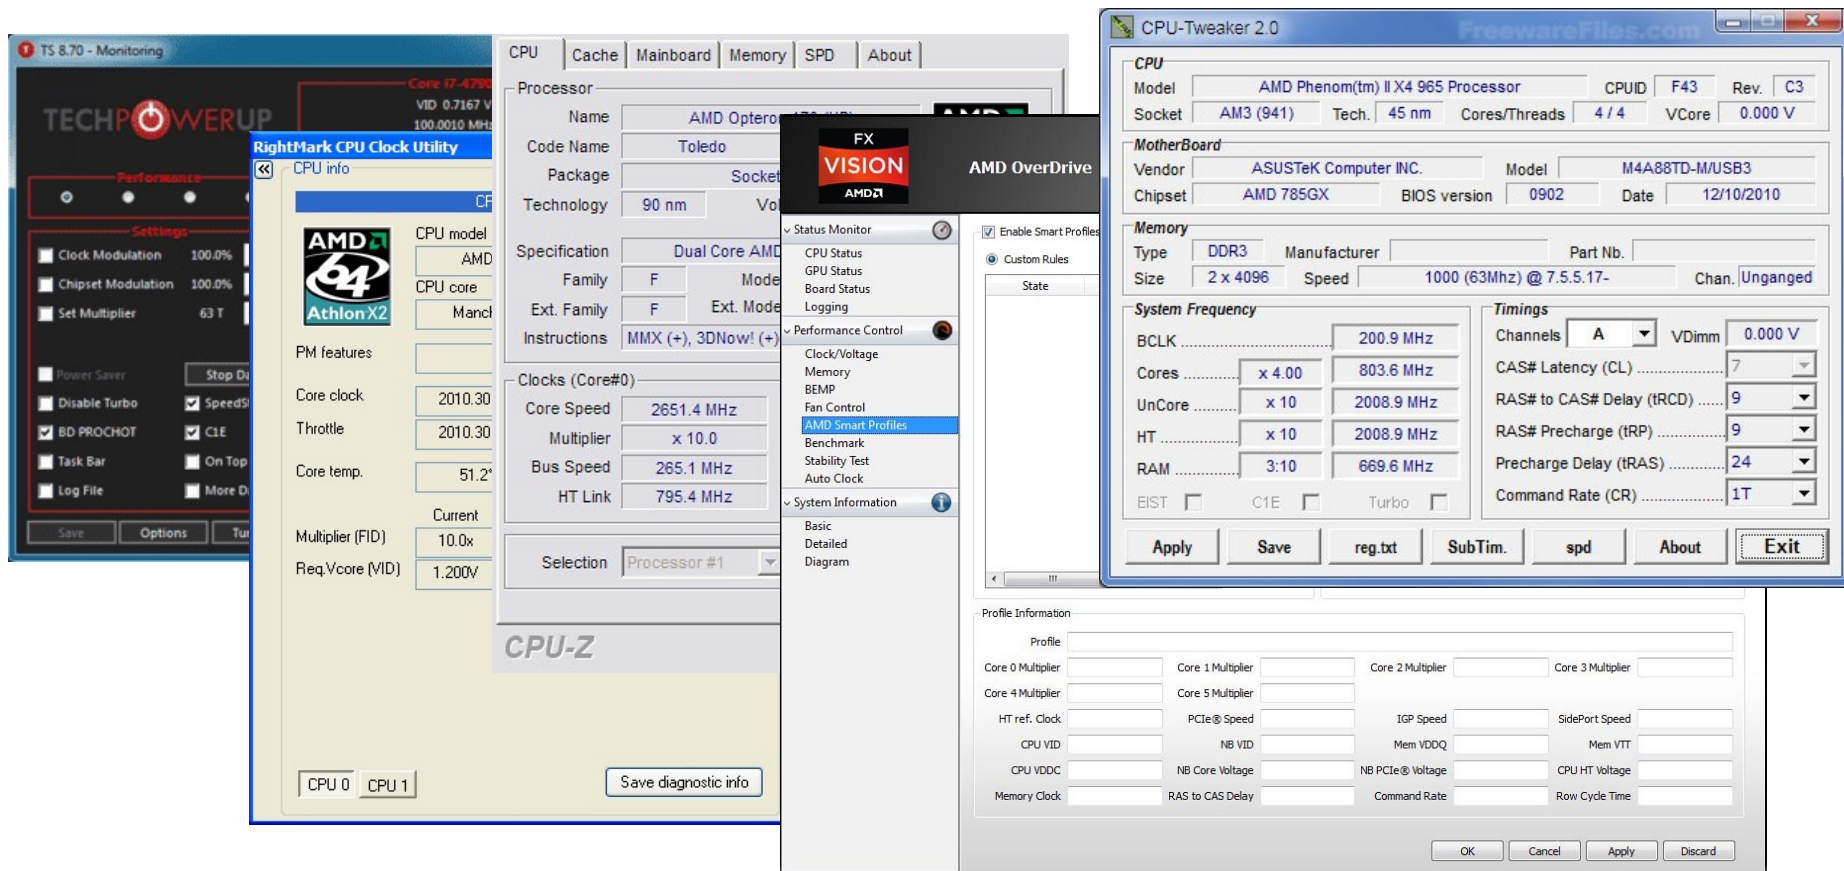 TS 8.70 - Monitoring
TECHPOWERUP
Core i7-4790
VID 0.7167 V
100.0010 MHz
Performance
Settings
Clock Modulation 100.0%
Chipset Modulation 100.0%
Set Multiplier 63 T
Power Saver Stop Da
Disable Turbo SpeedSt
BD PROCHOT C1E
Task Bar On Top
Log File More Da
Save Options Tu
RightMark CPU Clock Utility
CPU info
CP
AMD
64
Athlon X2
CPU model
AMD
CPU core
Manch
PM features
Core clock 2010.30
Throttle 2010.30
Core temp. 51.2°
Current
Multiplier (FID) 10.0x
Req.Vcore (VID) 1.200V
CPU 0 CPU 1
Save diagnostic info
CPU Cache Mainboard Memory SPD About
Processor
Name AMD Opteron
Code Name Toledo
Package Socket
Technology 90 nm Vol
Specification Dual Core AMD
Family F Mode
Ext. Family F Ext. Mode
Instructions MMX (+), 3DNow! (+)
Clocks (Core#0)
Core Speed 2651.4 MHz
Multiplier x 10.0
Bus Speed 265.1 MHz
HT Link 795.4 MHz
Selection Processor #1
CPU-Z
FX
VISION
AMD
AMD OverDrive
Status Monitor
CPU Status
GPU Status
Board Status
Logging
Performance Control
Clock/Voltage
Memory
BEMP
Fan Control
AMD Smart Profiles
Benchmark
Stability Test
Auto Clock
System Information
Basic
Detailed
Diagram
Enable Smart Profiles
Custom Rules
State
Profile Information
Profile
Core 0 Multiplier Core 1 Multiplier Core 2 Multiplier Core 3 Multiplier
Core 4 Multiplier Core 5 Multiplier
HT ref. Clock PCIe® Speed IGP Speed SidePort Speed
CPU VID NB VID Mem VDDQ Mem VTT
CPU VDDC NB Core Voltage NB PCIe® Voltage CPU HT Voltage
Memory Clock RAS to CAS Delay Command Rate Row Cycle Time
OK Cancel Apply Discard
CPU-Tweaker 2.0
FreewareFiles.com
CPU
Model AMD Phenom(tm) II X4 965 Processor CPUID F43 Rev. C3
Socket AM3 (941) Tech. 45 nm Cores/Threads 4 / 4 VCore 0.000 V
MotherBoard
Vendor ASUSTeK Computer INC. Model M4A88TD-M/USB3
Chipset AMD 785GX BIOS version 0902 Date 12/10/2010
Memory
Type DDR3 Manufacturer Part Nb.
Size 2 x 4096 Speed 1000 (63Mhz) @ 7.5.5.17- Chan. Unganged
System Frequency
BCLK 200.9 MHz
Cores x 4.00 803.6 MHz
UnCore x 10 2008.9 MHz
HT x 10 2008.9 MHz
RAM 3:10 669.6 MHz
EIST C1E Turbo
Timings
Channels A VDimm 0.000 V
CAS# Latency (CL) 7
RAS# to CAS# Delay (tRCD) 9
RAS# Precharge (tRP) 9
Precharge Delay (tRAS) 24
Command Rate (CR) 1T
Apply Save reg.txt SubTim. spd About Exit